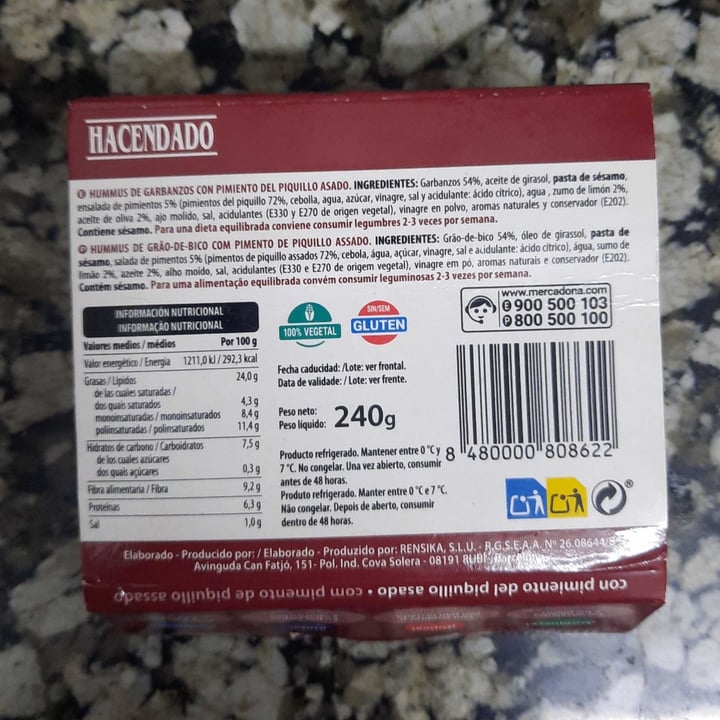 HACENDADO
E HUMMUS DE GARBANZOS CON PIMIENTO DEL PIQUILLO ASADO. INGREDIENTES: Garbanzos 54%, aceite de girasol, pasta de sésamo,
ensalada de pimientos 5% (pimientos del piquillo 72%, cebolla, agua, azúcar, vinagre, sal y acidulante: ácido cítrico), agua , zumo de limón 2%,
aceite de oliva 2%, ajo molido, sal, acidulantes (E330 y E270 de origen vegetal), vinagre en polvo, aromas naturales y conservador (E202).
Contiene sésamo. Para una dieta equilibrada conviene consumir legumbres 2-3 veces por semana.
P HUMMUS DE GRÃO-DE-BICO COM PIMENTO DE PIQUILLO ASSADO. INGREDIENTES: Grão-de-bico 54%, óleo de girassol, pasta de
sésamo, salada de pimentos 5% (pimentos de piquillo assados 72%, cebola, água, açúcar, vinagre, sal e acidulante: ácido cítrico), água, sumo de
limão 2%, azeite 2%, alho moído, sal, acidulantes (E330 e E270 de origem vegetal), vinagre em pó, aromas naturais e conservador (E202).
Contém sésamo. Para uma alimentação equilibrada convém consumir leguminosas 2-3 vezes por semana.
INFORMACIÓN NUTRICIONAL
INFORMAÇÃO NUTRICIONAL
Valores medios / médios Por 100 g
Valor energético / Energia 1211,0 kJ / 292,3 kcal
Grasas / Lípidos 24,0 g
de las cuales saturadas /
dos quais saturados 4,3 g
monoinsaturadas / monoinsaturados 8,4 g
poliinsaturadas / polinsaturados 11,4 g
Hidratos de carbono / Carboidratos 7,5 g
de los cuales azúcares
dos quais açúcares 0,3 g
Fibra alimentaria / Fibra 9,2 g
Proteínas 6,3 g
Sal 1,0 g
100% VEGETAL
SIN/SEM
GLUTEN
www.mercadona.com
E 900 500 103
P 800 500 100
Fecha caducidad: /Lote: ver frontal.
Data de validade: / Lote: ver frente.
Peso neto:
Peso líquido: 240g
Producto refrigerado. Mantener entre 0 °C y
7 °C. No congelar. Una vez abierto, consumir
antes de 48 horas.
Produto refrigerado. Manter entre 0 °C e 7 °C.
Não congelar. Depois de aberto, consumir
dentro de 48 horas.
8 480000 808622
®
Elaborado - Producido por: / Elaborado - Produzido por: RENSIKA, S.L.U. - R.G.S.E.A.A. Nº 26.08644/B
Avinguda Can Fatjó, 151- Pol. Ind. Cova Solera - 08191 RUBÍ
con pimiento del piquillo asado • com pimento de piquillo assado